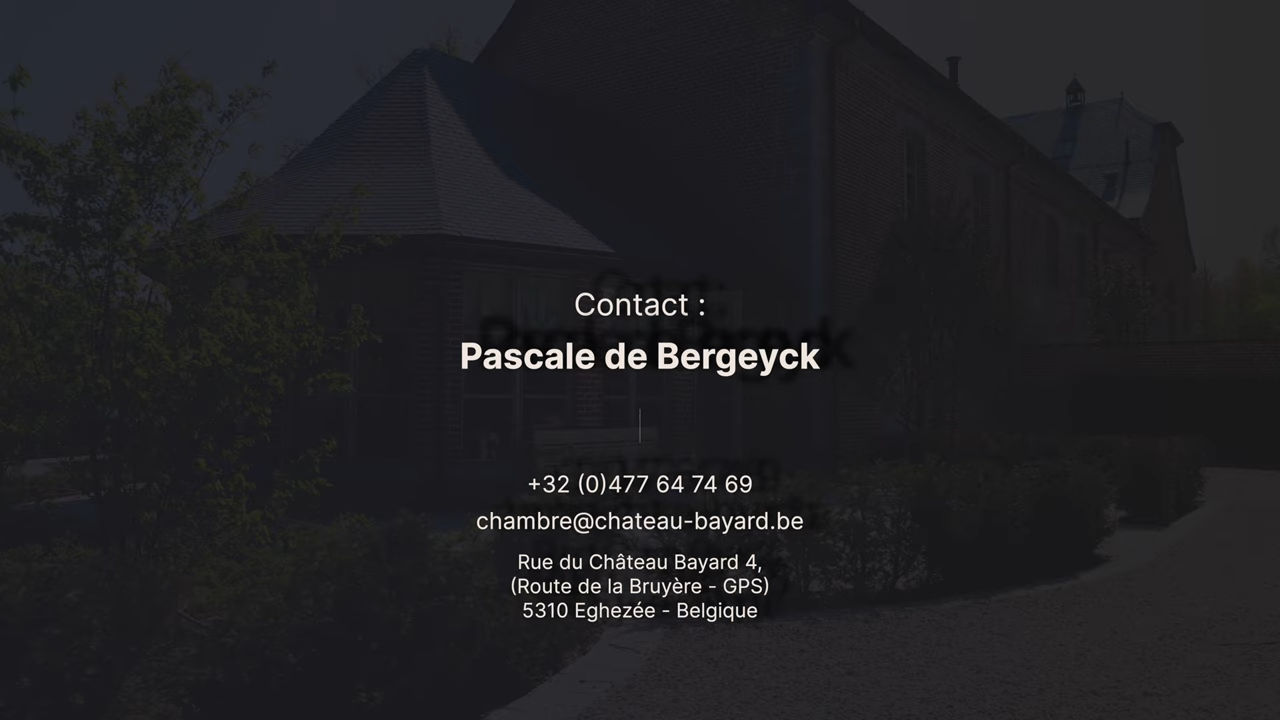 Contact :
Pascale de Bergeyck
+32 (0)477 64 74 69
chambre@chateau-bayard.be
Rue du Château Bayard 4,
(Route de la Bruyère - GPS)
5310 Eghezée - Belgique